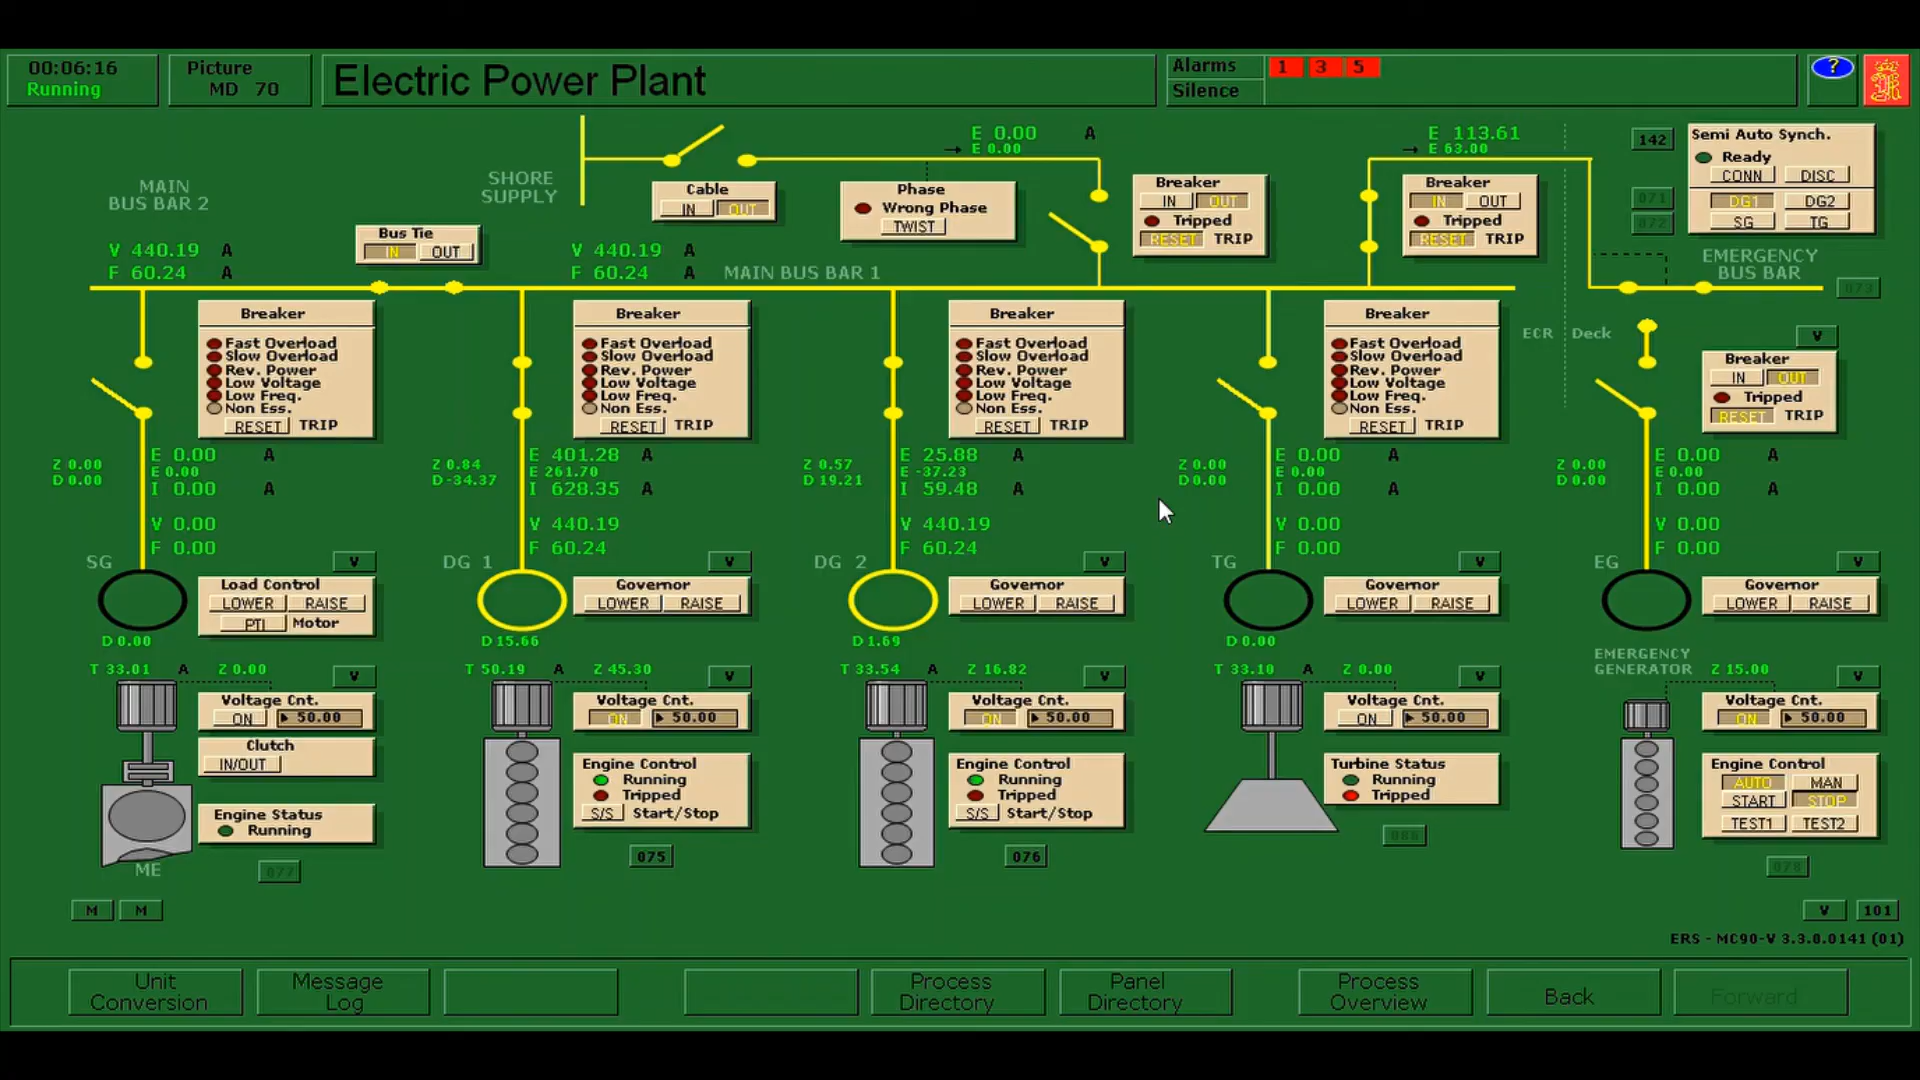 00:06:16
Running
Picture
MD 70
Electric Power Plant
Alarms 1 3 5
Silence
?
MAIN
BUS BAR 2
V 440.19 A
F 60.24 A
Bus Tie
IN OUT
SHORE
SUPPLY
V 440.19 A
F 60.24 A
MAIN BUS BAR 1
Cable
IN OUT
Phase
Wrong Phase
TWIST
E 0.00 A
E 0.00
Breaker
IN OUT
Tripped
RESET TRIP
E 113.61
E 63.00
Breaker
IN OUT
Tripped
RESET TRIP
142
071
072
Semi Auto Synch.
Ready
CONN DISC
DG1 DG2
SG TG
EMERGENCY
BUS BAR
073
ECR Deck
V
Breaker
Fast Overload
Slow Overload
Rev. Power
Low Voltage
Low Freq.
Non Ess.
RESET TRIP
Breaker
Fast Overload
Slow Overload
Rev. Power
Low Voltage
Low Freq.
Non Ess.
RESET TRIP
Breaker
Fast Overload
Slow Overload
Rev. Power
Low Voltage
Low Freq.
Non Ess.
RESET TRIP
Breaker
Fast Overload
Slow Overload
Rev. Power
Low Voltage
Low Freq.
Non Ess.
RESET TRIP
Breaker
IN OUT
Tripped
RESET TRIP
Z 0.00
D 0.00
E 0.00 A
E 0.00
I 0.00 A
V 0.00
F 0.00
Z 0.84
D -34.37
E 401.28 A
E 261.70
I 628.35 A
V 440.19
F 60.24
Z 0.57
D 19.21
E 25.88 A
E -37.23
I 59.48 A
V 440.19
F 60.24
Z 0.00
D 0.00
E 0.00 A
E 0.00
I 0.00 A
V 0.00
F 0.00
Z 0.00
D 0.00
E 0.00 A
E 0.00
I 0.00 A
V 0.00
F 0.00
SG V
Load Control
LOWER RAISE
PTI Motor
D 0.00
DG 1 V
Governor
LOWER RAISE
D 15.66
DG 2 V
Governor
LOWER RAISE
D 1.69
TG V
Governor
LOWER RAISE
D 0.00
EG V
Governor
LOWER RAISE
EMERGENCY
GENERATOR Z 15.00 V
T 33.01 A Z 0.00 V
Voltage Cnt.
ON 50.00
Clutch
IN/OUT
Engine Status
Running
ME
077
T 50.19 A Z 45.30 V
Voltage Cnt.
ON 50.00
Engine Control
Running
Tripped
S/S Start/Stop
075
T 33.54 A Z 16.82 V
Voltage Cnt.
ON 50.00
Engine Control
Running
Tripped
S/S Start/Stop
076
T 33.10 A Z 0.00 V
Voltage Cnt.
ON 50.00
Turbine Status
Running
Tripped
Voltage Cnt.
ON 50.00
Engine Control
AUTO MAN
START STOP
TEST1 TEST2
078
M M
V 101
ERS - MC90-V 3.3.0.0141 (01)
Unit
Conversion
Message
Log
Process
Directory
Panel
Directory
Process
Overview
Back
Forward